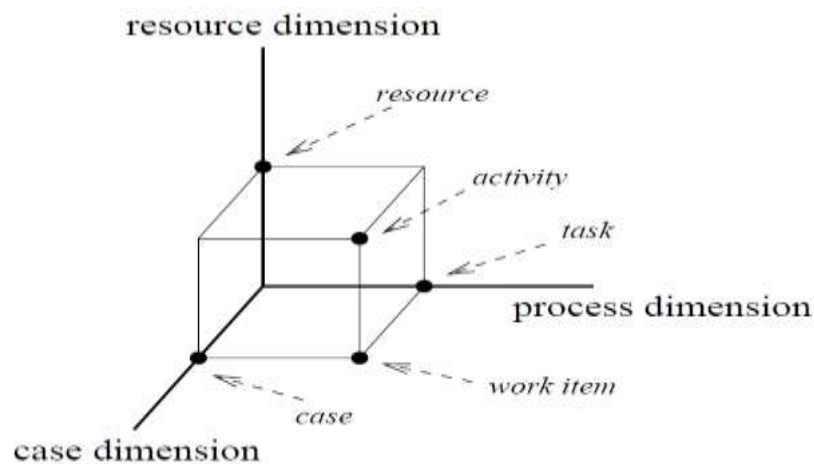 resource dimension
resource
activity
task
process dimension
work item
case
case dimension